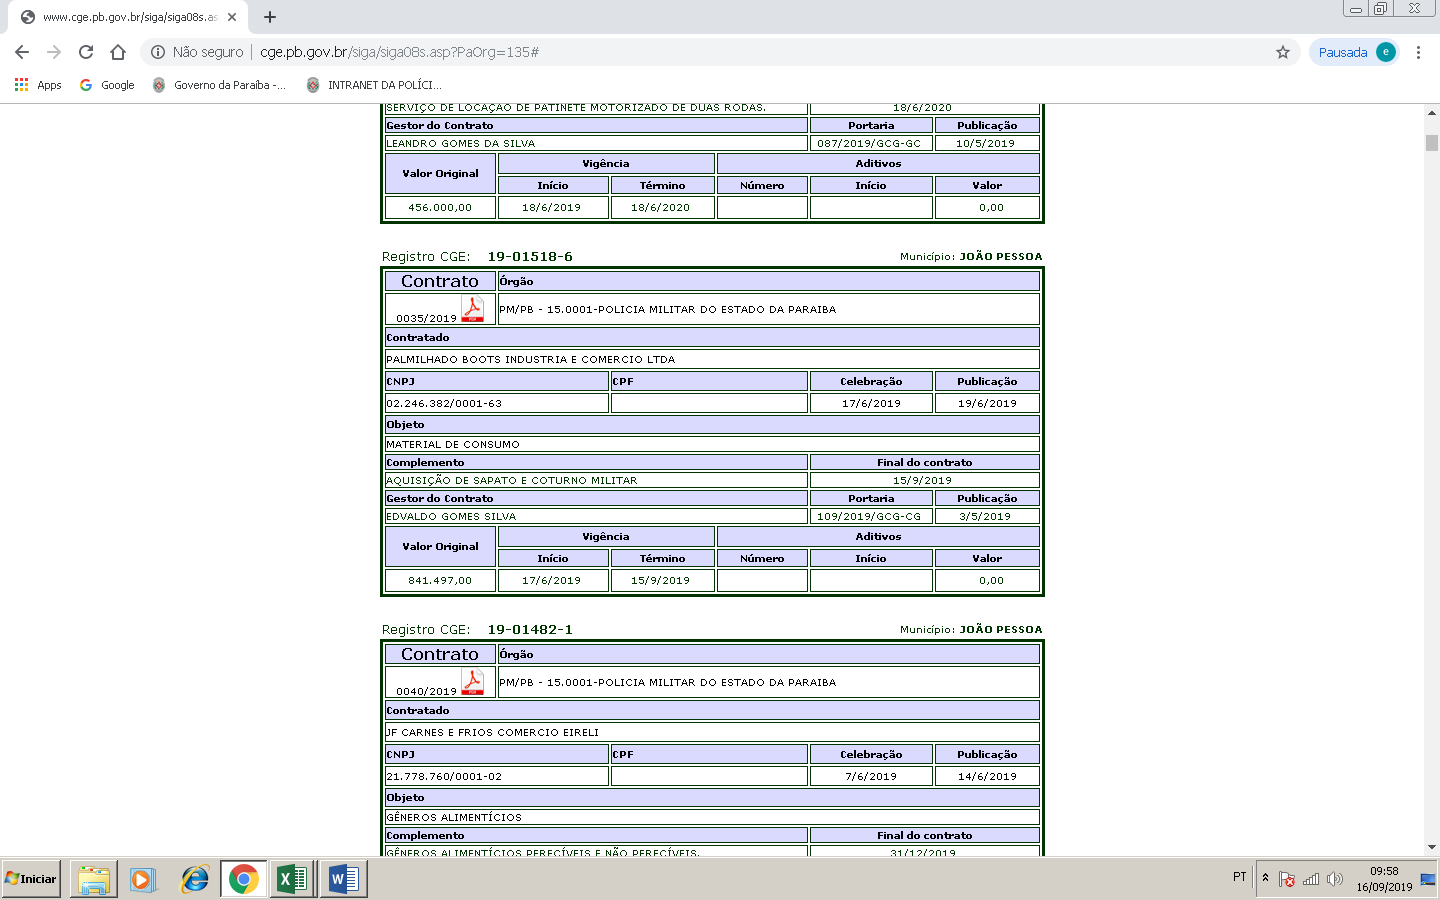 www.cge.pb.gov.br/siga/siga08s.as
Não seguro | cge.pb.gov.br/siga/siga08s.asp?PaOrg=135#
Pausada e
Apps Google Governo da Paraíba -... INTRANET DA POLÍCI...
SERVIÇO DE LOCAÇÃO DE PATINETE MOTORIZADO DE DUAS RODAS. 18/6/2020
Gestor do Contrato Portaria Publicação
LEANDRO GOMES DA SILVA 087/2019/GCG-GC 10/5/2019
Valor Original Vigência Aditivos
Início Término Número Início Valor
456.000,00 18/6/2019 18/6/2020 0,00
Registro CGE: 19-01518-6 Município: JOÃO PESSOA
Contrato Órgão
0035/2019 PM/PB - 15.0001-POLICIA MILITAR DO ESTADO DA PARAIBA
Contratado
PALMILHADO BOOTS INDUSTRIA E COMERCIO LTDA
CNPJ CPF Celebração Publicação
02.246.382/0001-63 17/6/2019 19/6/2019
Objeto
MATERIAL DE CONSUMO
Complemento Final do contrato
AQUISIÇÃO DE SAPATO E COTURNO MILITAR 15/9/2019
Gestor do Contrato Portaria Publicação
EDVALDO GOMES SILVA 109/2019/GCG-CG 3/5/2019
Valor Original Vigência Aditivos
Início Término Número Início Valor
841.497,00 17/6/2019 15/9/2019 0,00
Registro CGE: 19-01482-1 Município: JOÃO PESSOA
Contrato Órgão
0040/2019 PM/PB - 15.0001-POLICIA MILITAR DO ESTADO DA PARAIBA
Contratado
JF CARNES E FRIOS COMERCIO EIRELI
CNPJ CPF Celebração Publicação
21.778.760/0001-02 7/6/2019 14/6/2019
Objeto
GÊNEROS ALIMENTÍCIOS
Complemento Final do contrato
GÊNEROS ALIMENTÍCIOS PERECÍVEIS E NÃO PERECÍVEIS. 31/12/2019
Iniciar PT 09:58
16/09/2019